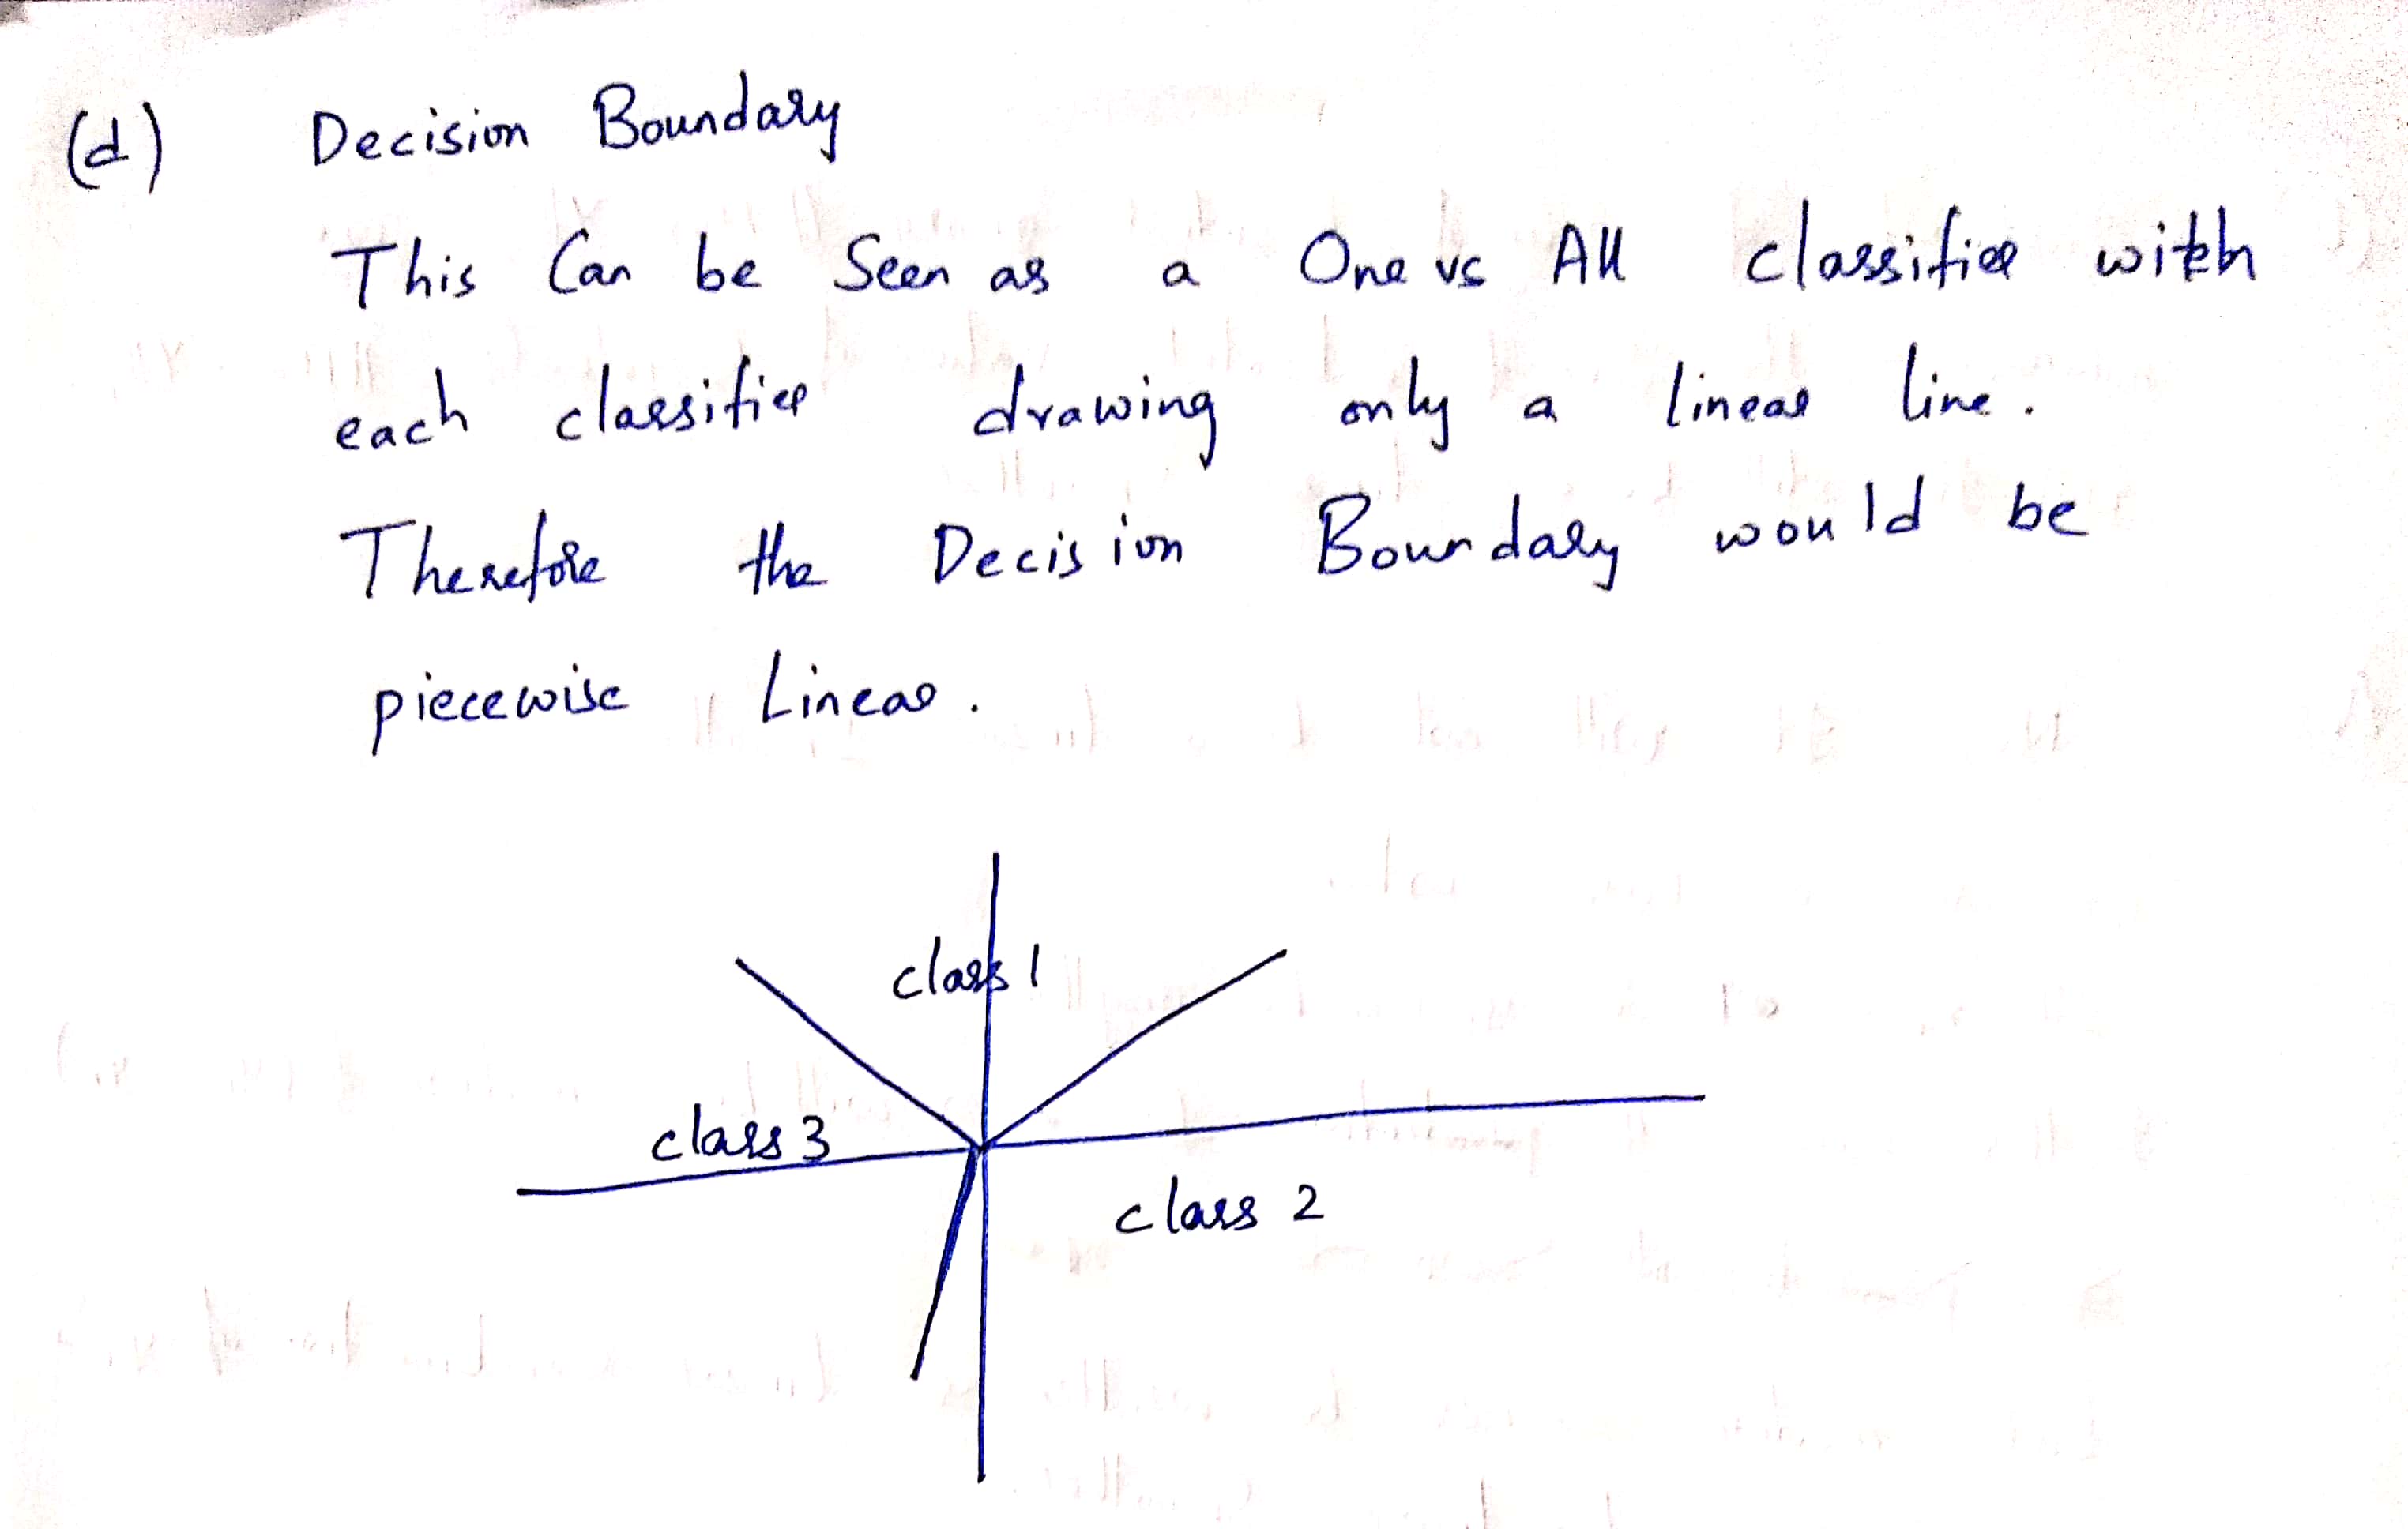 (d) Decision Boundary
This Can be Seen as a One vs All classifier with
each classifier drawing only a linear line.
Therefore the Decision Boundary would be
piecewise Linear.
class 1
class 3
class 2